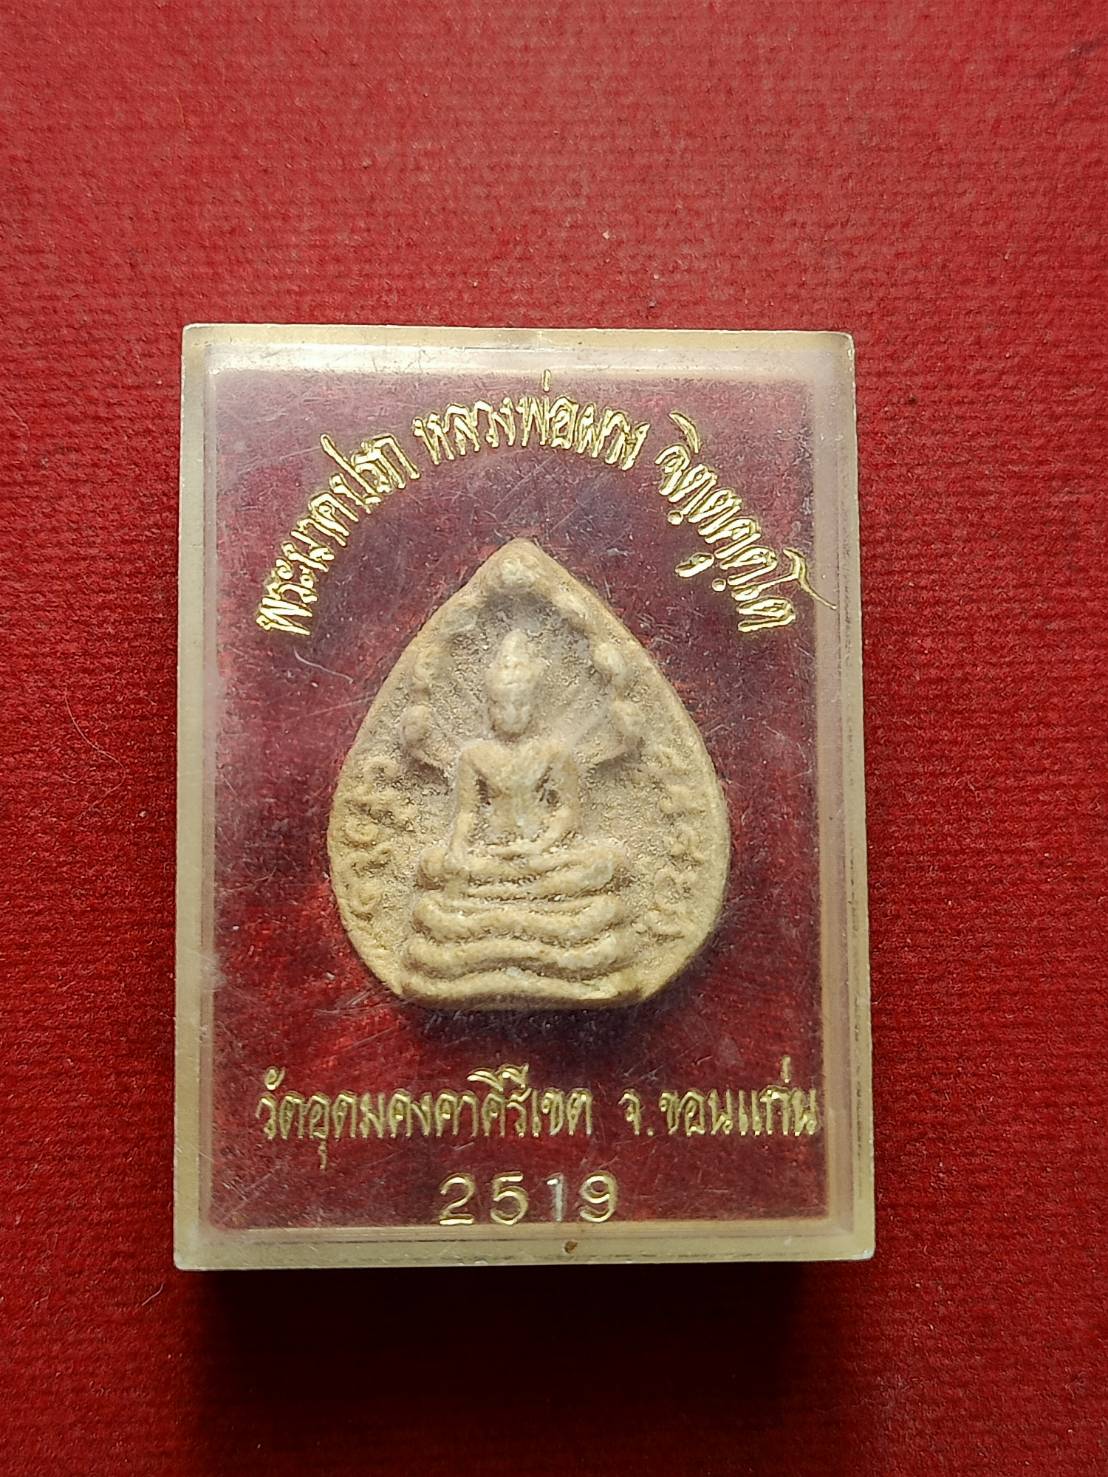 พระนาคปรก หลวงพ่อผาง จิตฺตคุตฺโต
วัดอุดมคงคาคีรีเขต จ.ขอนแก่น
2519